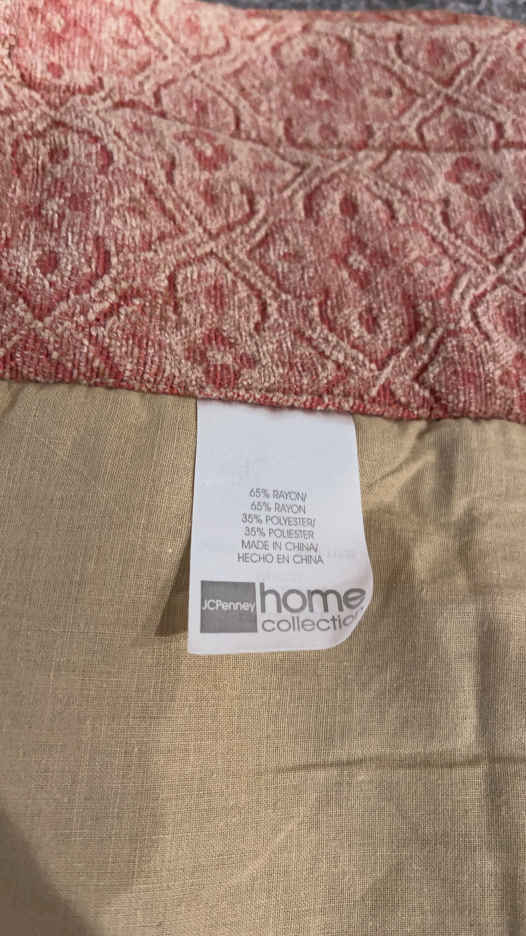 65% RAYON/
65% RAYON
35% POLYESTER/
35% POLIESTER
MADE IN CHINA/
HECHO EN CHINA
JCPenney home
collection